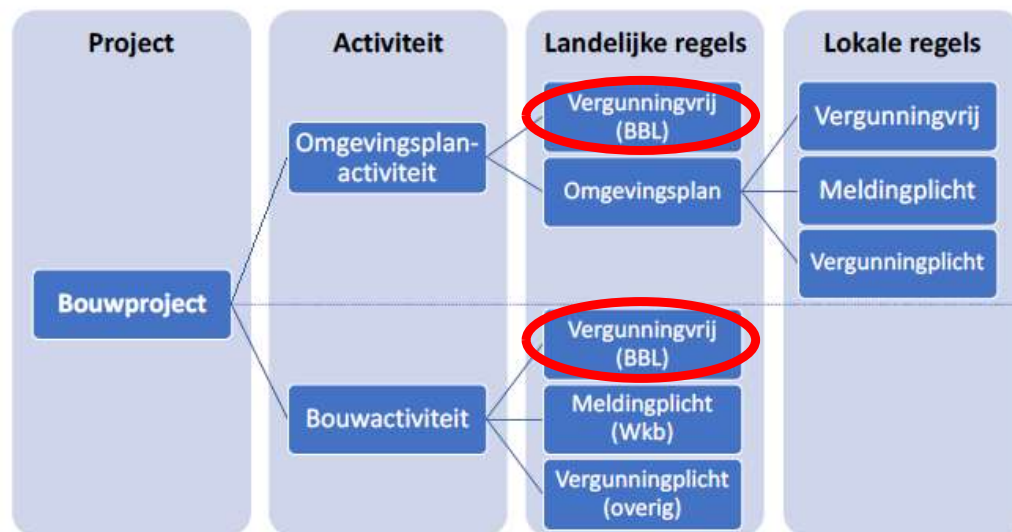 Project
Activiteit
Landelijke regels
Lokale regels
Bouwproject
Omgevingsplan-
activiteit
Vergunningvrij
(BBL)
Omgevingsplan
Vergunningvrij
Meldingplicht
Vergunningplicht
Bouwactiviteit
Vergunningvrij
(BBL)
Meldingplicht
(Wkb)
Vergunningplicht
(overig)